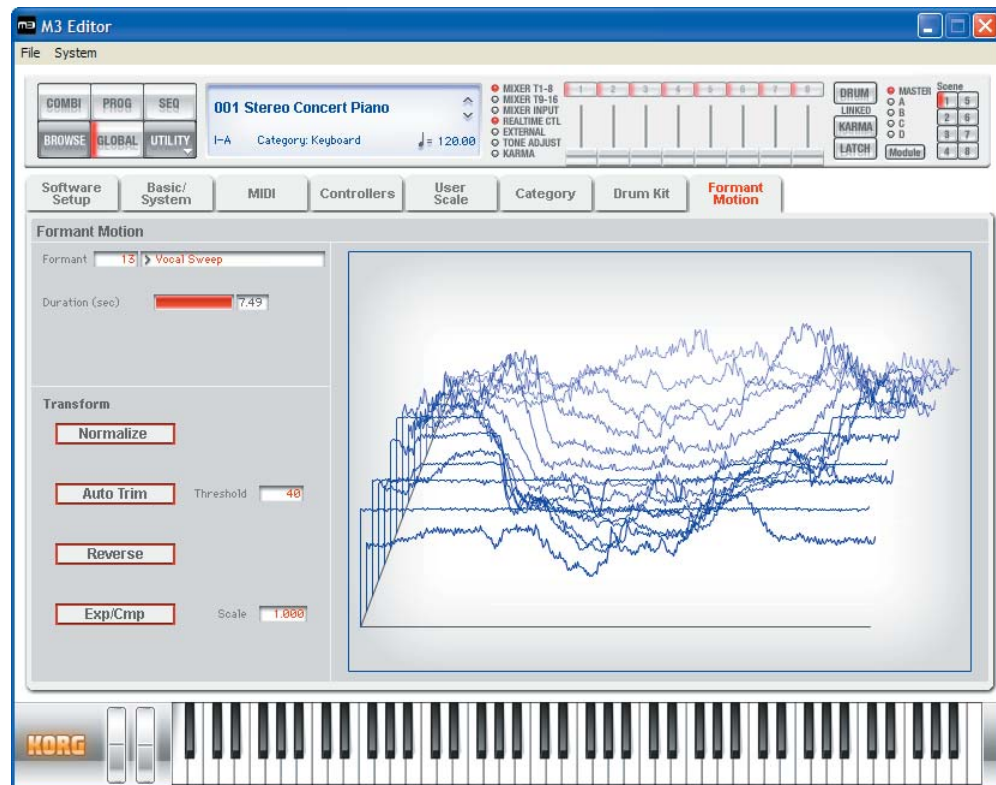 m3 M3 Editor
File System
COMBI PROG SEQ
BROWSE GLOBAL UTILITY
001 Stereo Concert Piano
I-A Category: Keyboard ♩= 120.00
MIXER T1-8
MIXER T9-16
MIXER INPUT
REALTIME CTL
EXTERNAL
TONE ADJUST
KARMA
1 2 3 4 5 6 7 8
DRUM
LINKED
KARMA
LATCH
MASTER
A
B
C
D
Module
Scene
1 5
2 6
3 7
4 8
Software Setup
Basic/ System
MIDI
Controllers
User Scale
Category
Drum Kit
Formant Motion
Formant Motion
Formant 13 Vocal Sweep
Duration (sec) 7.49
Transform
Normalize
Auto Trim Threshold 40
Reverse
Exp/Cmp Scale 1.000
KORG